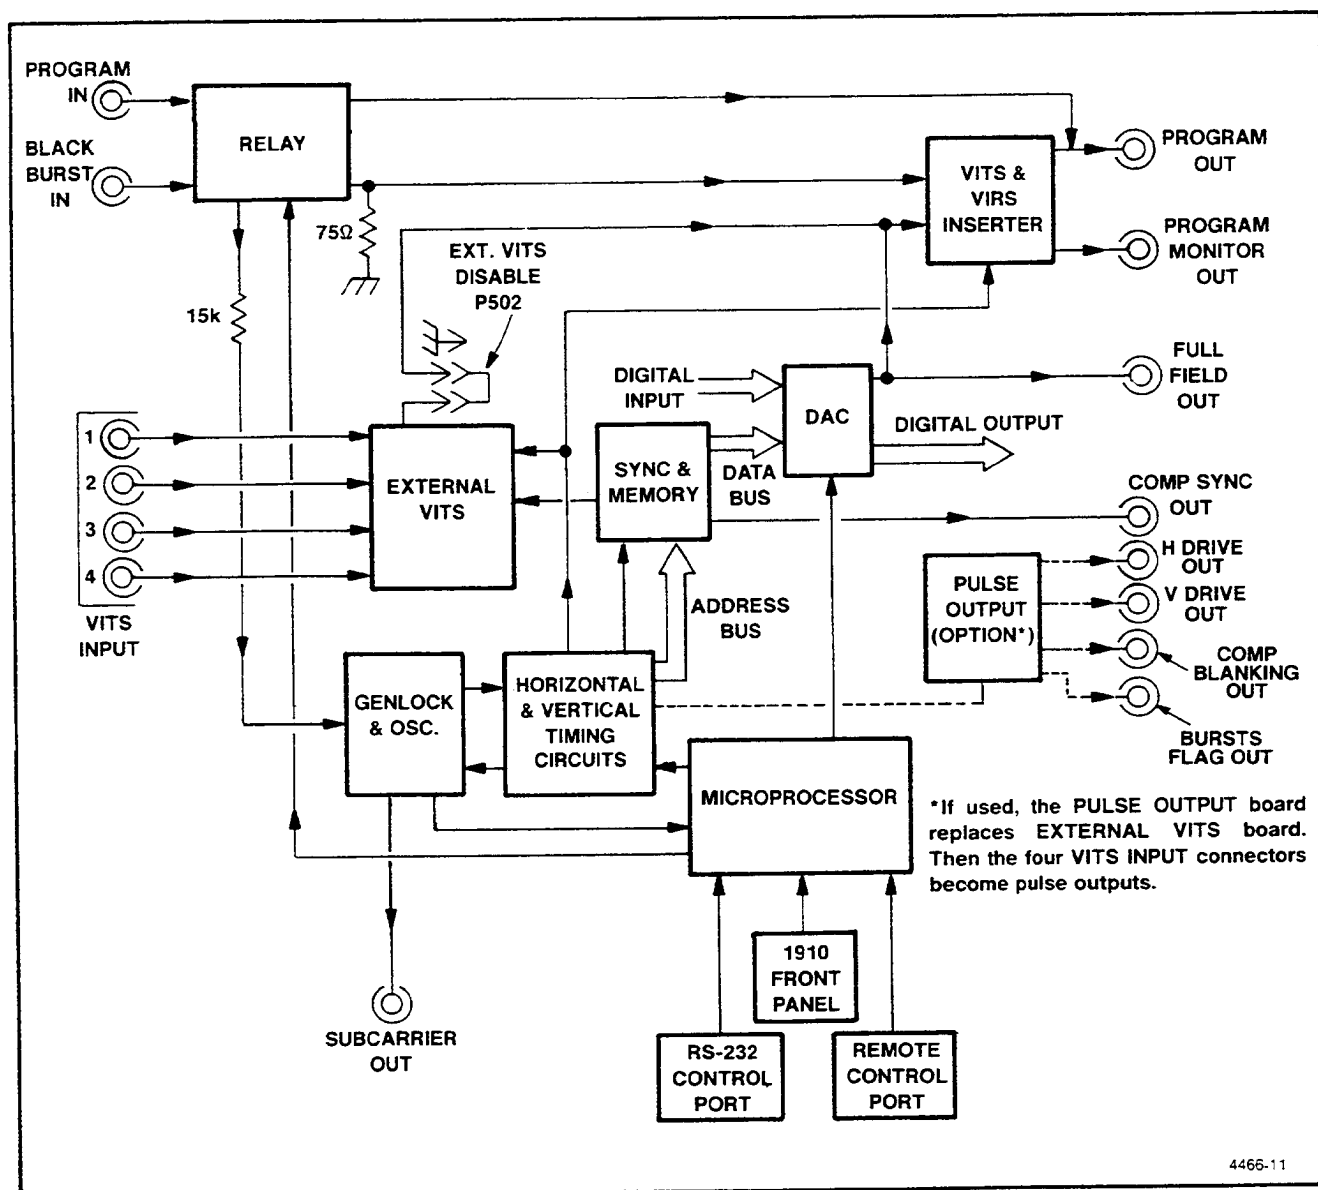 PROGRAM
IN
BLACK
BURST
IN
RELAY
75Ω
15k
EXT. VITS
DISABLE
P502
VITS &
VIRS
INSERTER
PROGRAM
OUT
PROGRAM
MONITOR
OUT
FULL
FIELD
OUT
DIGITAL
INPUT
DAC
DIGITAL OUTPUT
1
2
3
4
VITS
INPUT
EXTERNAL
VITS
SYNC &
MEMORY
DATA
BUS
COMP SYNC
OUT
H DRIVE
OUT
V DRIVE
OUT
COMP
BLANKING
OUT
BURSTS
FLAG OUT
PULSE
OUTPUT
(OPTION*)
ADDRESS
BUS
GENLOCK
& OSC.
HORIZONTAL
& VERTICAL
TIMING
CIRCUITS
MICROPROCESSOR
*If used, the PULSE OUTPUT board
replaces EXTERNAL VITS board.
Then the four VITS INPUT connectors
become pulse outputs.
SUBCARRIER
OUT
1910
FRONT
PANEL
RS-232
CONTROL
PORT
REMOTE
CONTROL
PORT
4466-11